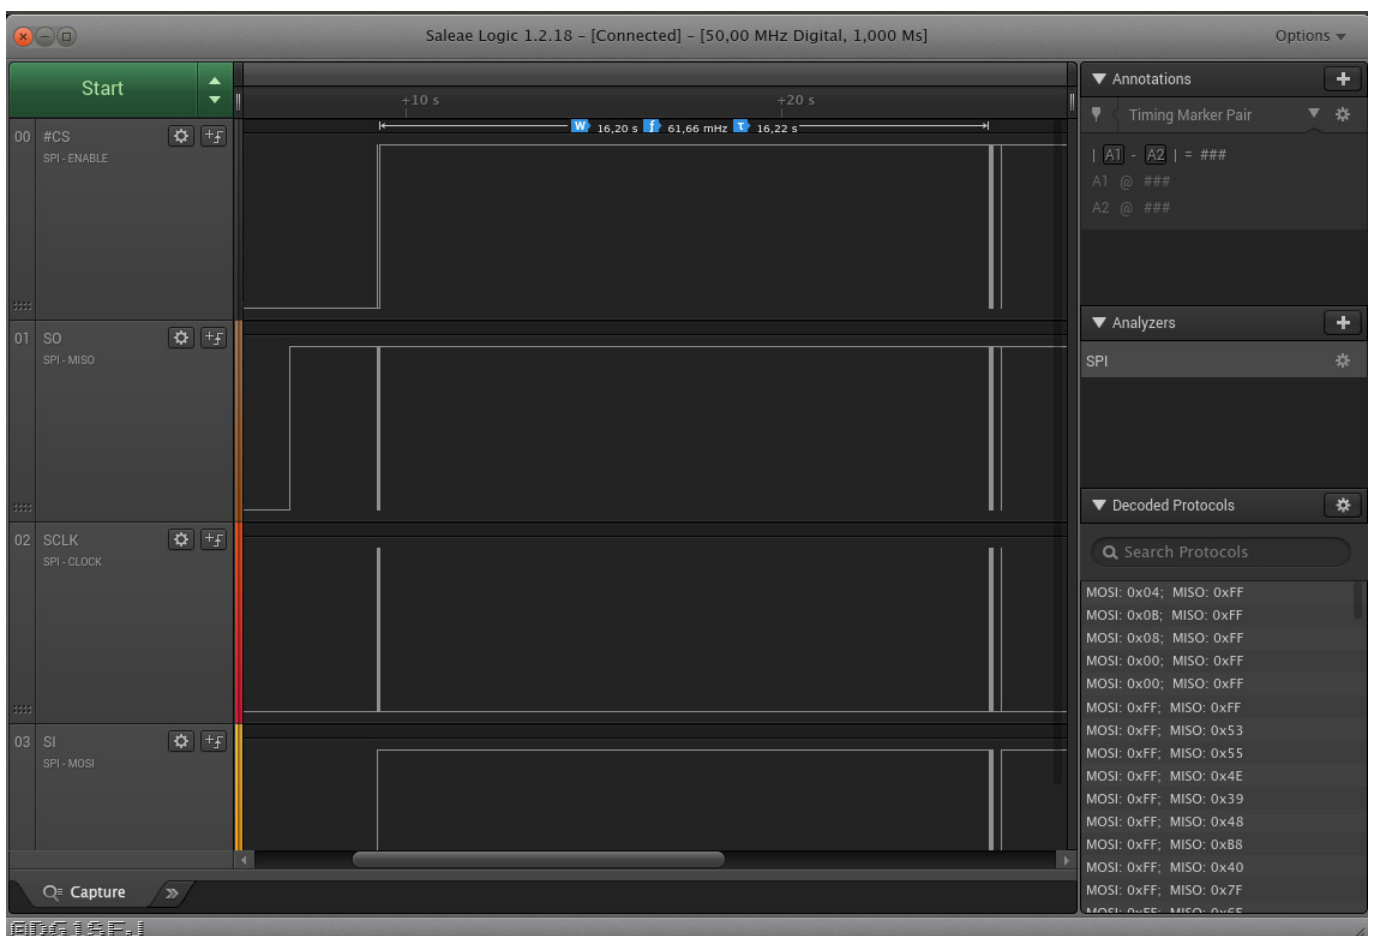 Saleae Logic 1.2.18 – [Connected] – [50,00 MHz Digital, 1,000 Ms]
Options
Start
+10 s
+20 s
W 16,20 s f 61,66 mHz T 16,22 s
00 #CS
SPI - ENABLE
01 SO
SPI - MISO
02 SCLK
SPI - CLOCK
03 SI
SPI - MOSI
Capture
Annotations
Timing Marker Pair
| A1 - A2 | = ###
A1 @ ###
A2 @ ###
Analyzers
SPI
Decoded Protocols
Search Protocols
MOSI: 0x04; MISO: 0xFF
MOSI: 0x0B; MISO: 0xFF
MOSI: 0x08; MISO: 0xFF
MOSI: 0x00; MISO: 0xFF
MOSI: 0x00; MISO: 0xFF
MOSI: 0xFF; MISO: 0xFF
MOSI: 0xFF; MISO: 0x53
MOSI: 0xFF; MISO: 0x55
MOSI: 0xFF; MISO: 0x4E
MOSI: 0xFF; MISO: 0x39
MOSI: 0xFF; MISO: 0x48
MOSI: 0xFF; MISO: 0xB8
MOSI: 0xFF; MISO: 0x40
MOSI: 0xFF; MISO: 0x7F
MOSI: 0xFF; MISO: